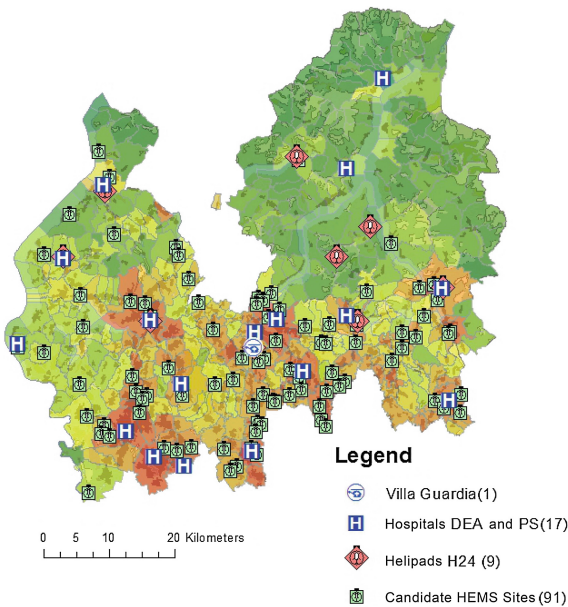 Legend
Villa Guardia(1)
Hospitals DEA and PS(17)
Helipads H24 (9)
Candidate HEMS Sites(91)
0 5 10 20 Kilometers